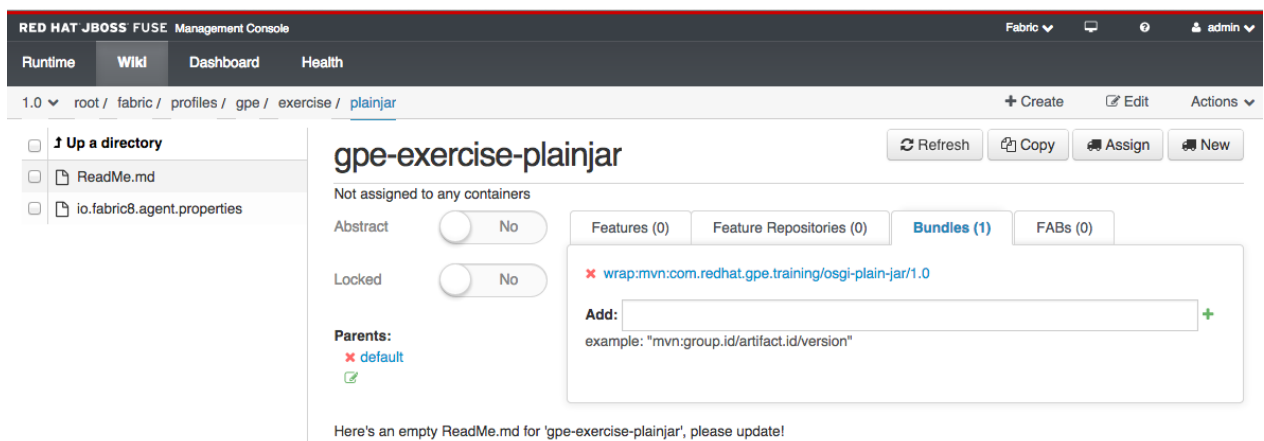 RED HAT JBOSS FUSE Management Console
Fabric
admin
Runtime Wiki Dashboard Health
1.0 root / fabric / profiles / gpe / exercise / plainjar
+ Create Edit Actions
Up a directory
ReadMe.md
io.fabric8.agent.properties
gpe-exercise-plainjar
Refresh Copy Assign New
Not assigned to any containers
Abstract No
Locked No
Parents:
default
Features (0) Feature Repositories (0) Bundles (1) FABs (0)
wrap:mvn:com.redhat.gpe.training/osgi-plain-jar/1.0
Add:
example: "mvn:group.id/artifact.id/version"
Here's an empty ReadMe.md for 'gpe-exercise-plainjar', please update!